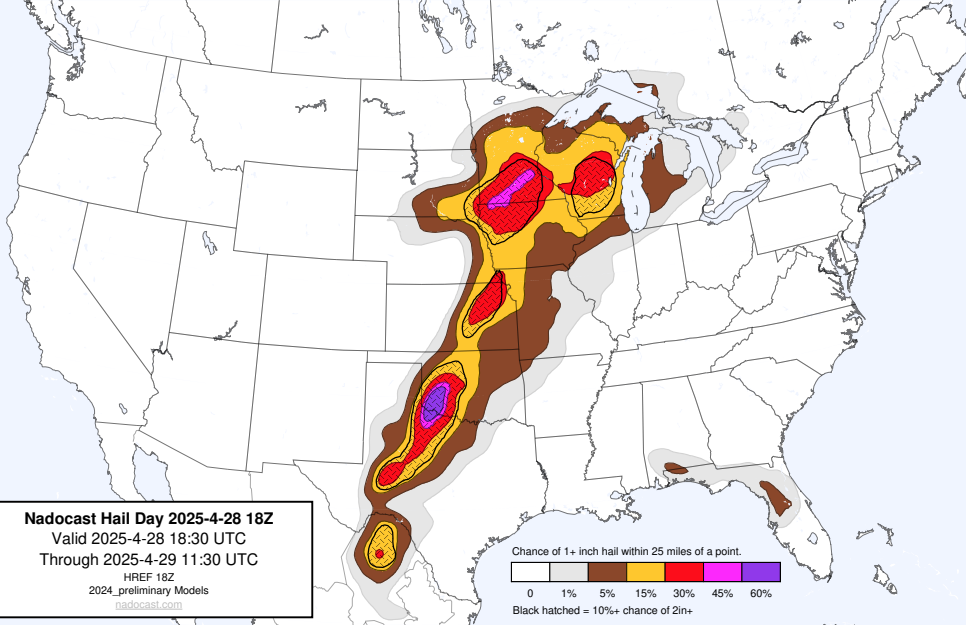 Nadocast Hail Day 2025-4-28 18Z
Valid 2025-4-28 18:30 UTC
Through 2025-4-29 11:30 UTC
HREF 18Z
2024_preliminary Models
nadocast.com
Chance of 1+ inch hail within 25 miles of a point.
0 1% 5% 15% 30% 45% 60%
Black hatched = 10%+ chance of 2in+